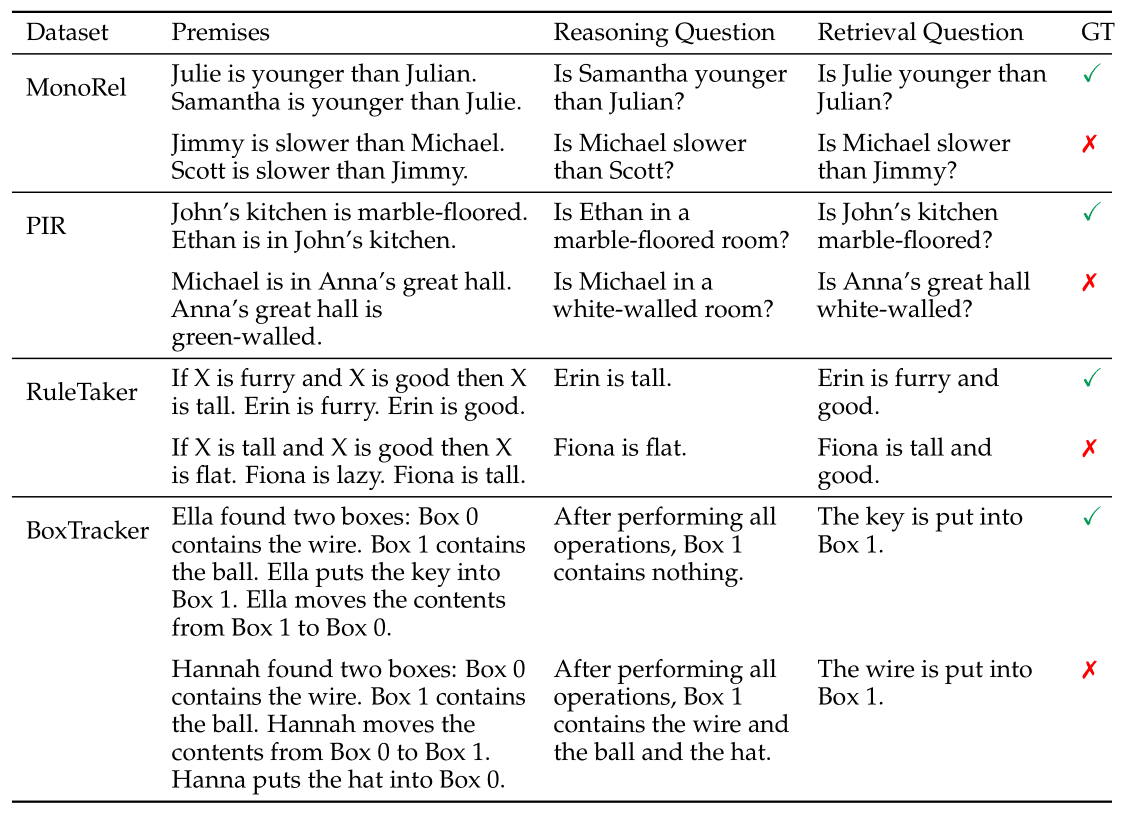 Dataset Premises Reasoning Question Retrieval Question GT
MonoRel Julie is younger than Julian. Is Samantha younger Is Julie younger than ✓
Samantha is younger than Julie. than Julian? Julian?
Jimmy is slower than Michael. Is Michael slower Is Michael slower ✗
Scott is slower than Jimmy. than Scott? than Jimmy?
PIR John's kitchen is marble-floored. Is Ethan in a Is John's kitchen ✓
Ethan is in John's kitchen. marble-floored room? marble-floored?
Michael is in Anna's great hall. Is Michael in a Is Anna's great hall ✗
Anna's great hall is white-walled room? white-walled?
green-walled.
RuleTaker If X is furry and X is good then X Erin is tall. Erin is furry and ✓
is tall. Erin is furry. Erin is good. good.
If X is tall and X is good then X Fiona is flat. Fiona is tall and ✗
is flat. Fiona is lazy. Fiona is tall. good.
BoxTracker Ella found two boxes: Box 0 After performing all The key is put into ✓
contains the wire. Box 1 contains operations, Box 1 Box 1.
the ball. Ella puts the key into contains nothing.
Box 1. Ella moves the contents
from Box 1 to Box 0.
Hannah found two boxes: Box 0 After performing all The wire is put into ✗
contains the wire. Box 1 contains operations, Box 1 Box 1.
the ball. Hannah moves the contains the wire and
contents from Box 0 to Box 1. the ball and the hat.
Hanna puts the hat into Box 0.